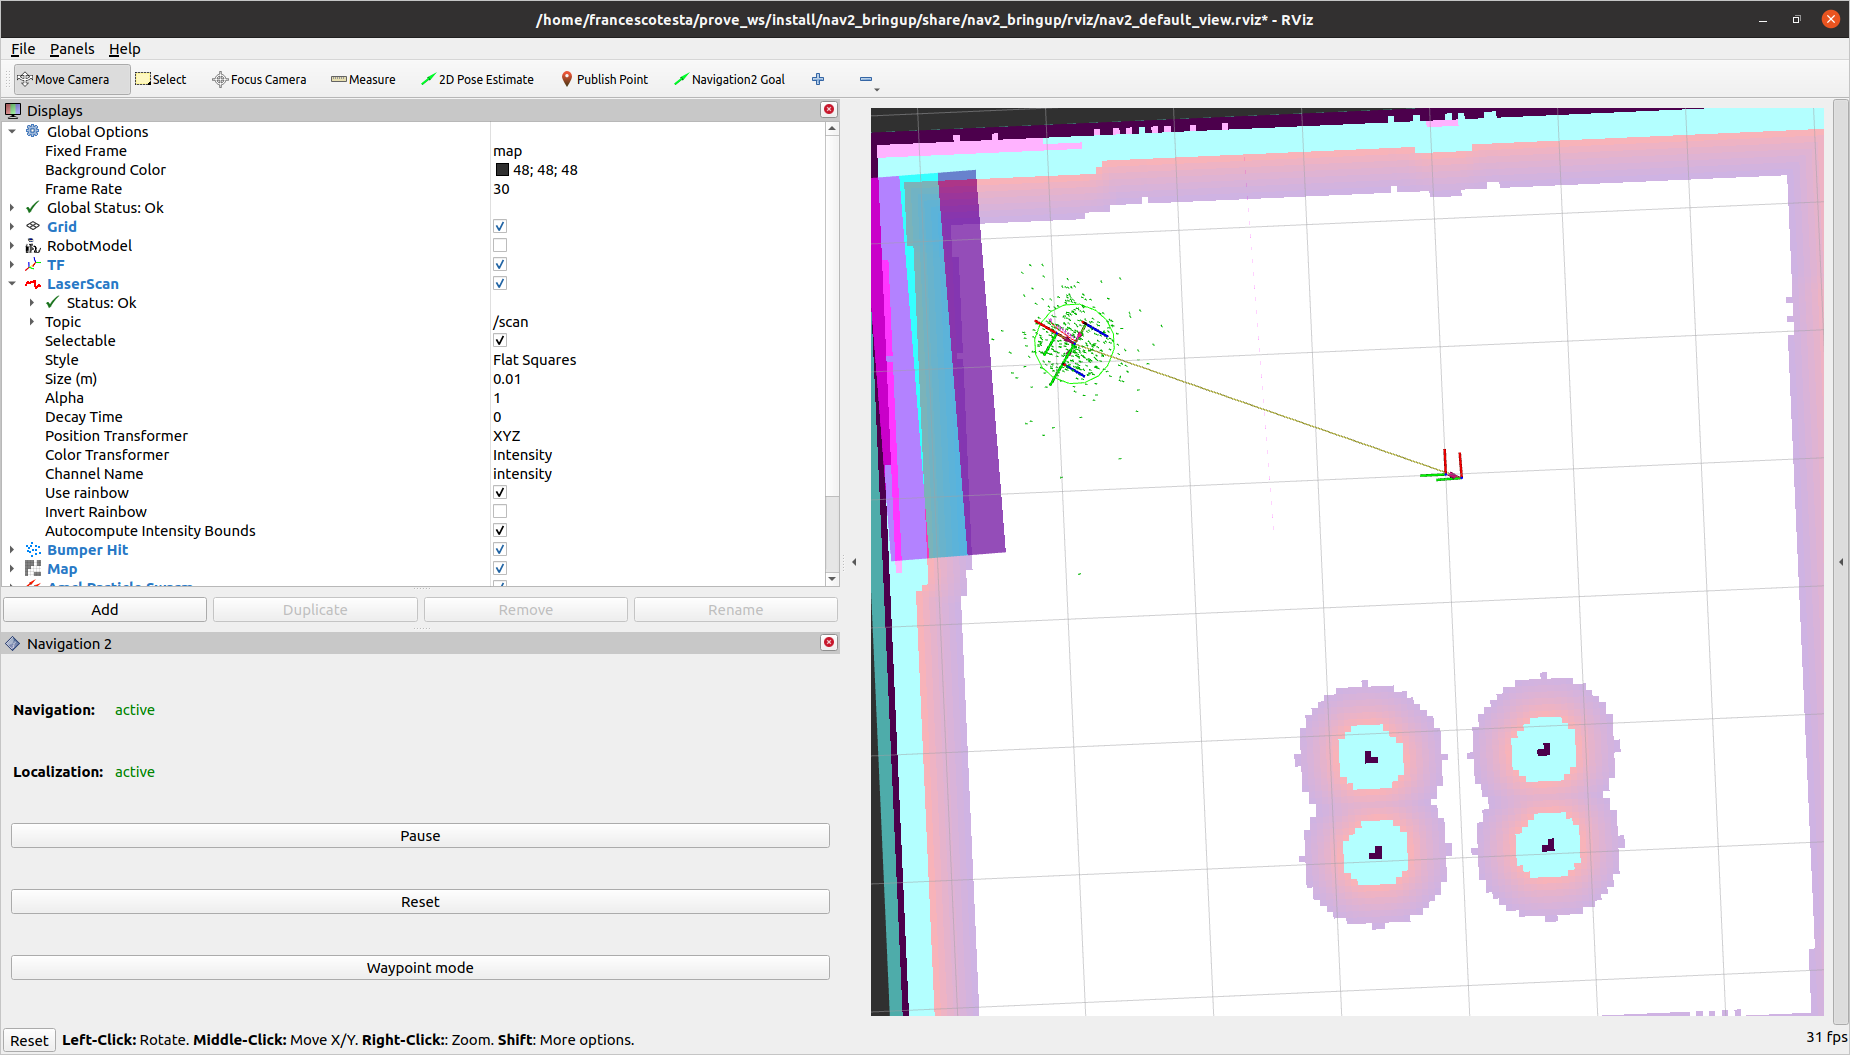 /home/francescotesta/prove_ws/install/nav2_bringup/share/nav2_bringup/rviz/nav2_default_view.rviz* - RViz
File Panels Help
Move Camera Select Focus Camera Measure 2D Pose Estimate Publish Point Navigation2 Goal
Displays
Global Options
Fixed Frame map
Background Color 48; 48; 48
Frame Rate 30
Global Status: Ok
Grid
RobotModel
TF
LaserScan
Status: Ok
Topic /scan
Selectable
Style Flat Squares
Size (m) 0.01
Alpha 1
Decay Time 0
Position Transformer XYZ
Color Transformer Intensity
Channel Name intensity
Use rainbow
Invert Rainbow
Autocompute Intensity Bounds
Bumper Hit
Map
Add Duplicate Remove Rename
Navigation 2
Navigation: active
Localization: active
Pause
Reset
Waypoint mode
Reset Left-Click: Rotate. Middle-Click: Move X/Y. Right-Click:: Zoom. Shift: More options. 31 fps